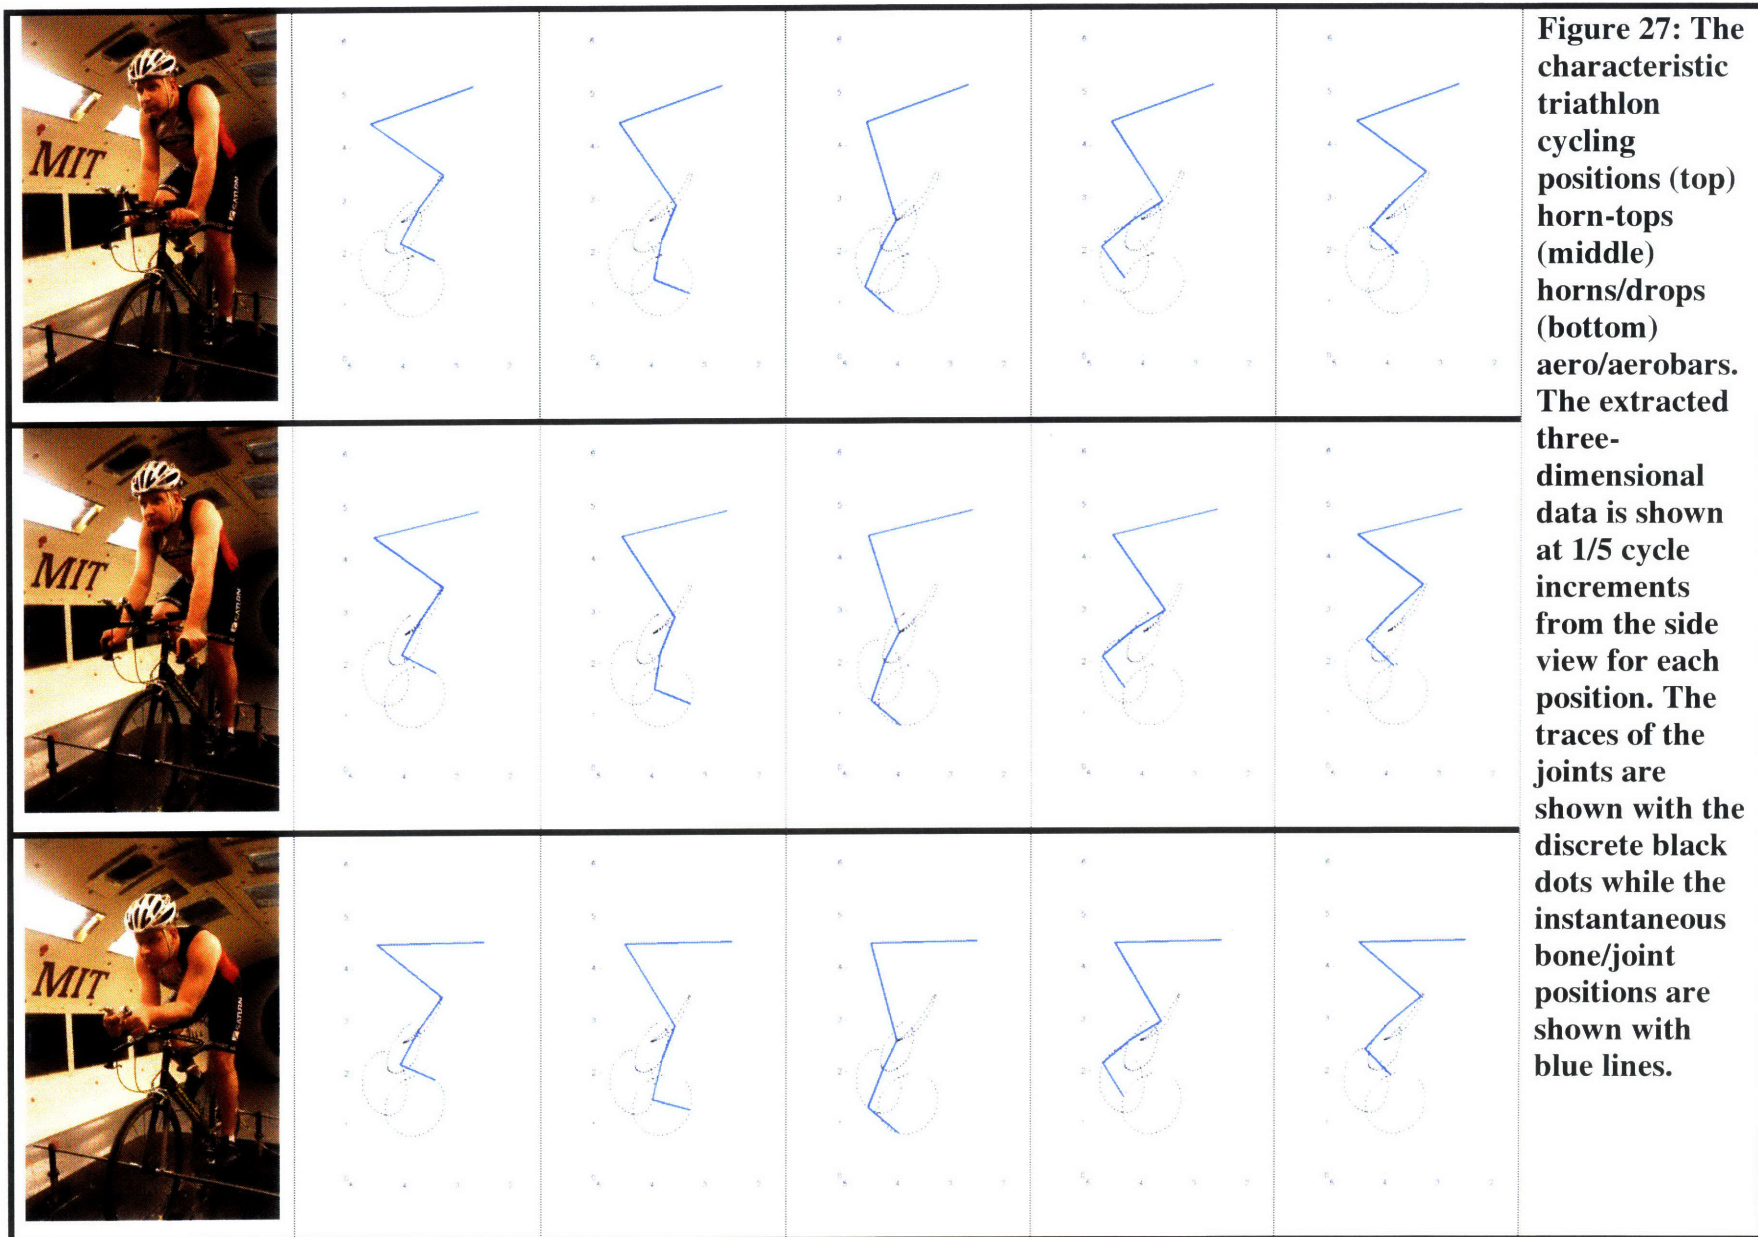 Figure 27: The
characteristic
triathlon
cycling
positions (top)
horn-tops
(middle)
horns/drops
(bottom)
aero/aerobars.
The extracted
three-
dimensional
data is shown
at 1/5 cycle
increments
from the side
view for each
position. The
traces of the
joints are
shown with the
discrete black
dots while the
instantaneous
bone/joint
positions are
shown with
blue lines.
MIT
SATURN
MIT
SATURN
MIT
SATURN